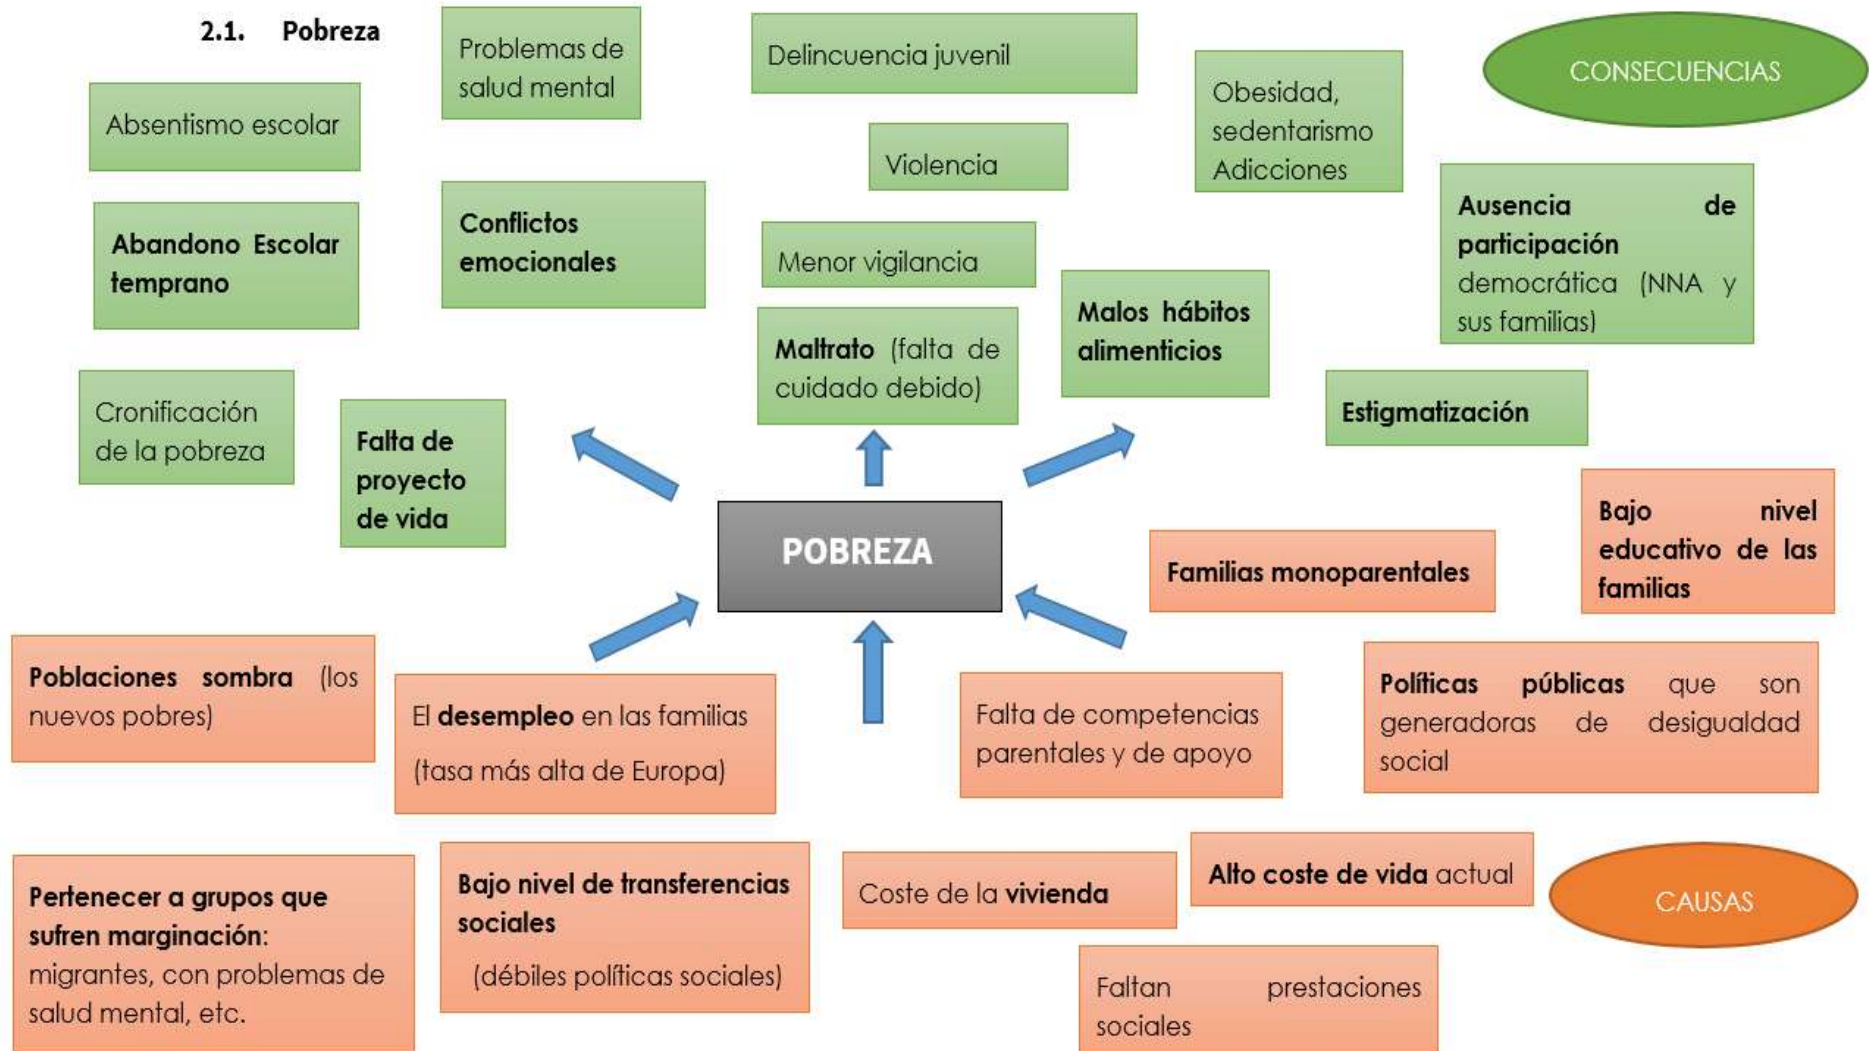 2.1. Pobreza
Problemas de
salud mental
Delincuencia juvenil
CONSECUENCIAS
Absentismo escolar
Obesidad,
sedentarismo
Adicciones
Violencia
Abandono Escolar
temprano
Conflictos
emocionales
Ausencia de
participación
democrática (NNA y
sus familias)
Menor vigilancia
Malos hábitos
alimenticios
Maltrato (falta de
cuidado debido)
Cronificación
de la pobreza
Falta de
proyecto
de vida
Estigmatización
POBREZA
Familias monoparentales
Bajo nivel
educativo de las
familias
Poblaciones sombra (los
nuevos pobres)
El desempleo en las familias
(tasa más alta de Europa)
Falta de competencias
parentales y de apoyo
Políticas públicas que son
generadoras de desigualdad
social
Pertenecer a grupos que
sufren marginación:
migrantes, con problemas de
salud mental, etc.
Bajo nivel de transferencias
sociales
(débiles políticas sociales)
Coste de la vivienda
Alto coste de vida actual
CAUSAS
Faltan prestaciones
sociales